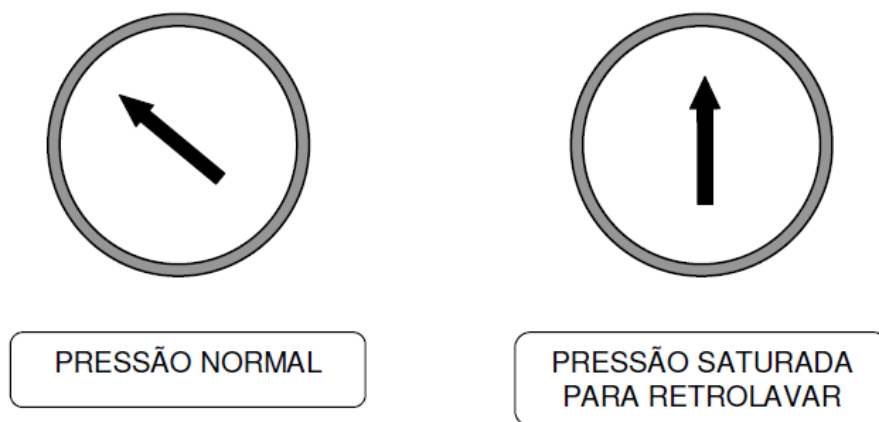 PRESSÃO NORMAL
PRESSÃO SATURADA
PARA RETROLAVAR